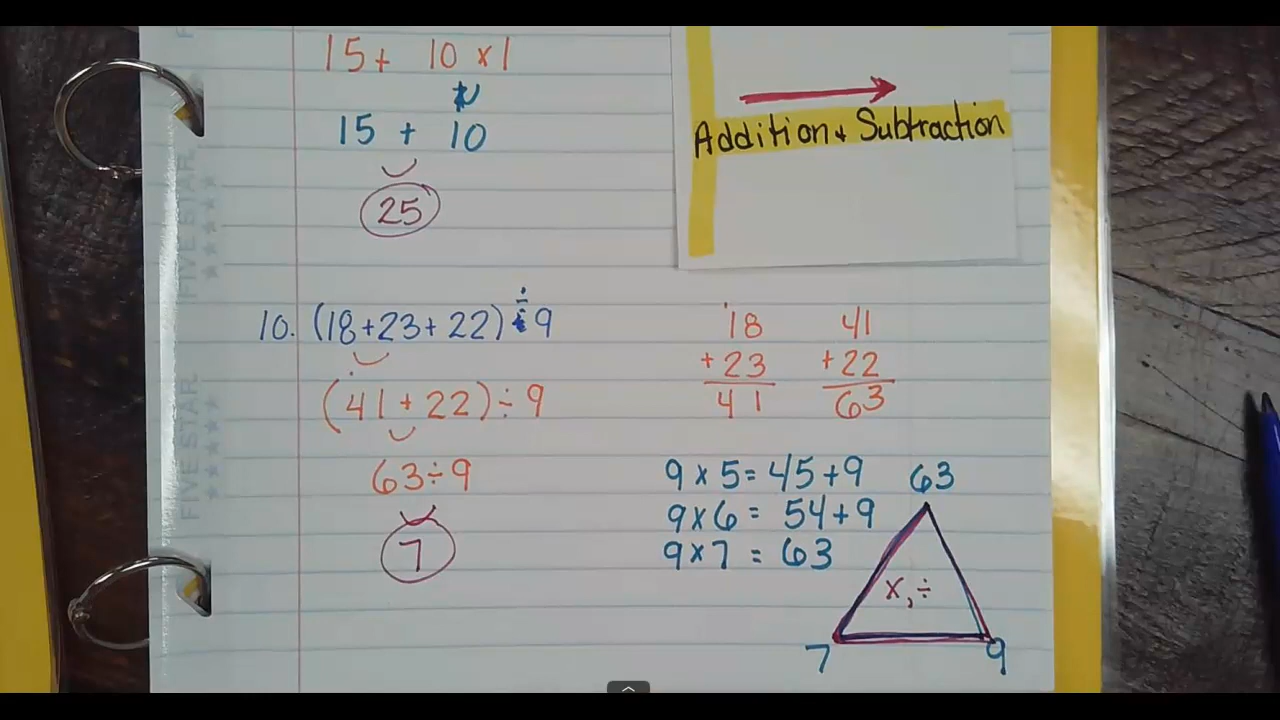 15 + 10 x 1
15 + 10
25
Addition + Subtraction
10. (18+23+22) ÷ 9
(41+22) ÷ 9
63÷9
7
18
+23
41
41
+22
63
9 x 5 = 45+9
9 x 6 = 54+9
9 x 7 = 63
63
x, ÷
7 9
FIVE STAR
FIVE STAR